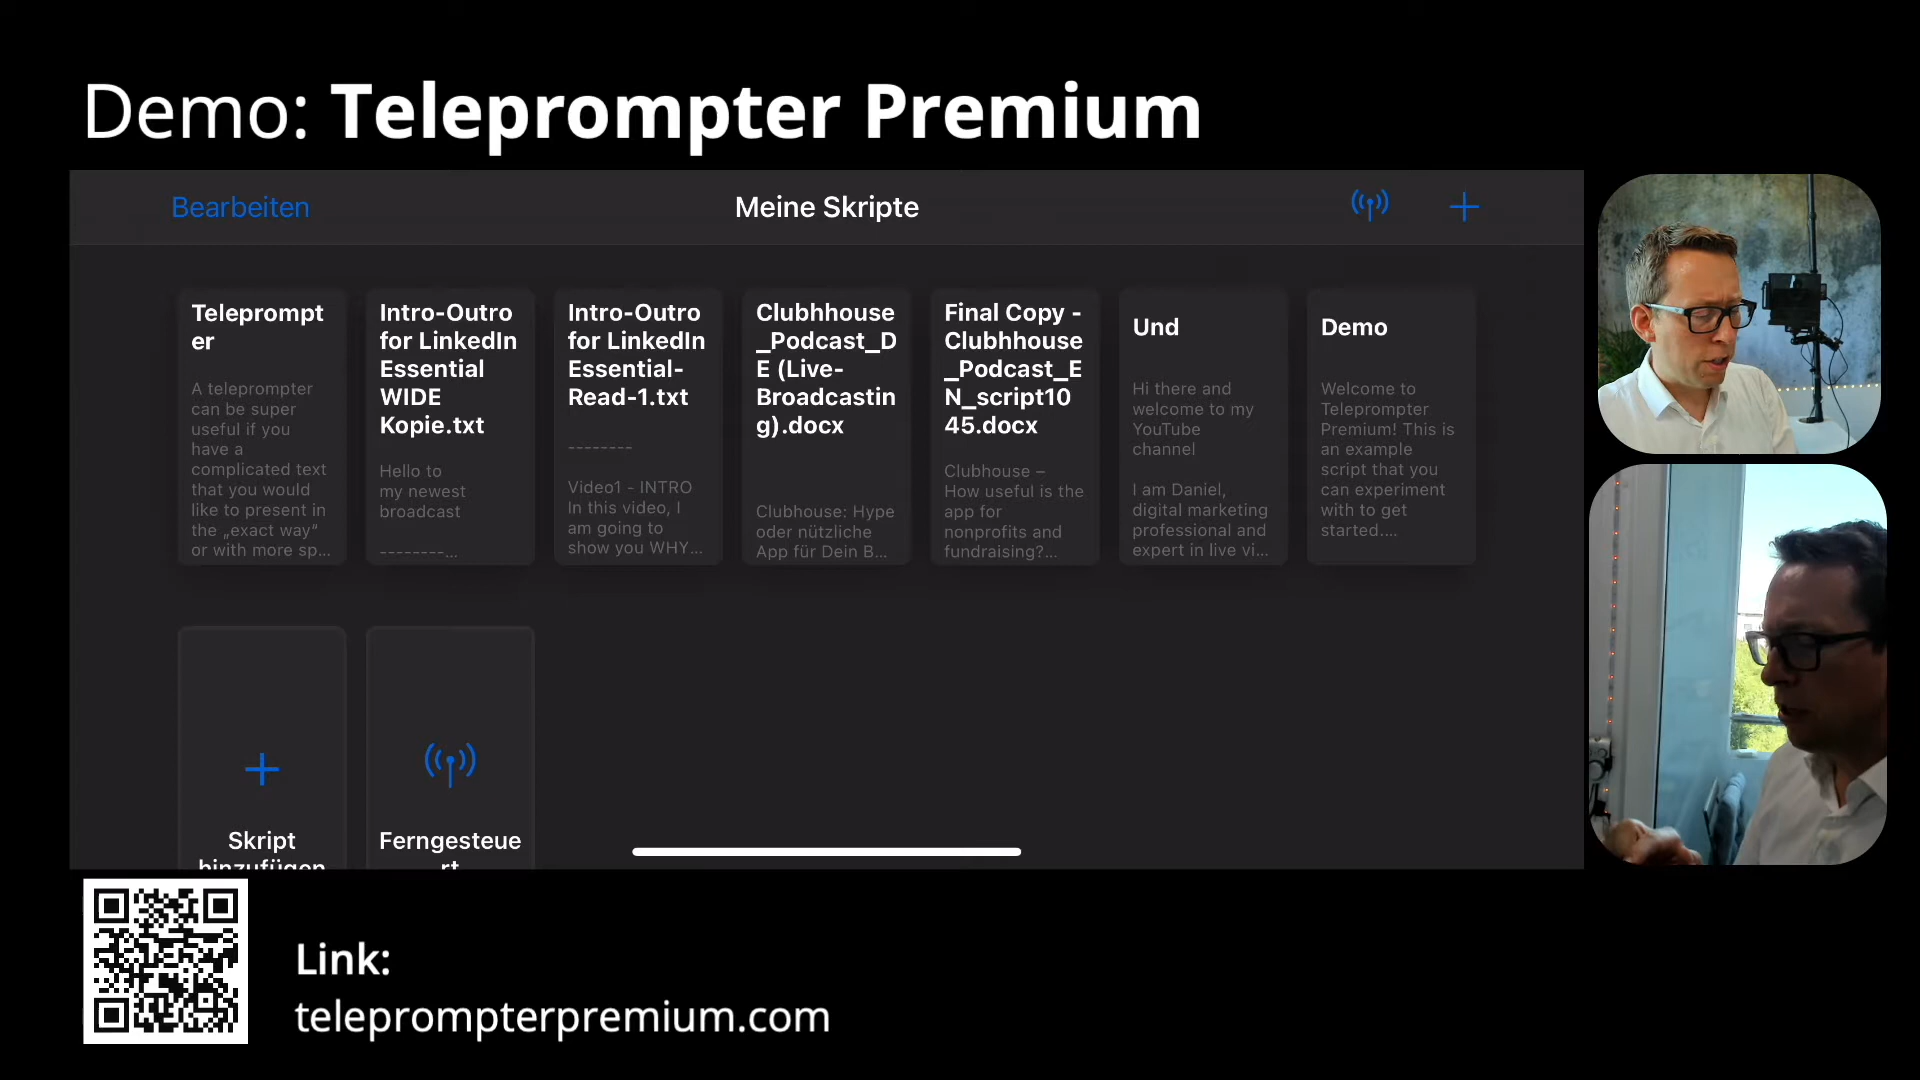 Demo: Teleprompter Premium
Bearbeiten
Meine Skripte
Teleprompt
er
A teleprompter
can be super
useful if you
have a
complicated text
that you would
like to present in
the „exact way“
or with more sp...
Intro-Outro
for LinkedIn
Essential
WIDE
Kopie.txt
Hello to
my newest
broadcast
--------...
Intro-Outro
for LinkedIn
Essential-
Read-1.txt
--------
Video1 - INTRO
In this video, I
am going to
show you WHY...
Clubhhouse
_Podcast_D
E (Live-
Broadcastin
g).docx
Clubhouse: Hype
oder nützliche
App für Dein B...
Final Copy -
Clubhhouse
_Podcast_E
N_script10
45.docx
Clubhouse –
How useful is the
app for
nonprofits and
fundraising?...
Und
Hi there and
welcome to my
YouTube
channel
I am Daniel,
digital marketing
professional and
expert in live vi...
Demo
Welcome to
Teleprompter
Premium! This is
an example
script that you
can experiment
with to get
started....
Skript
hinzufügen
Ferngesteue
rt
Link:
teleprompterpremium.com